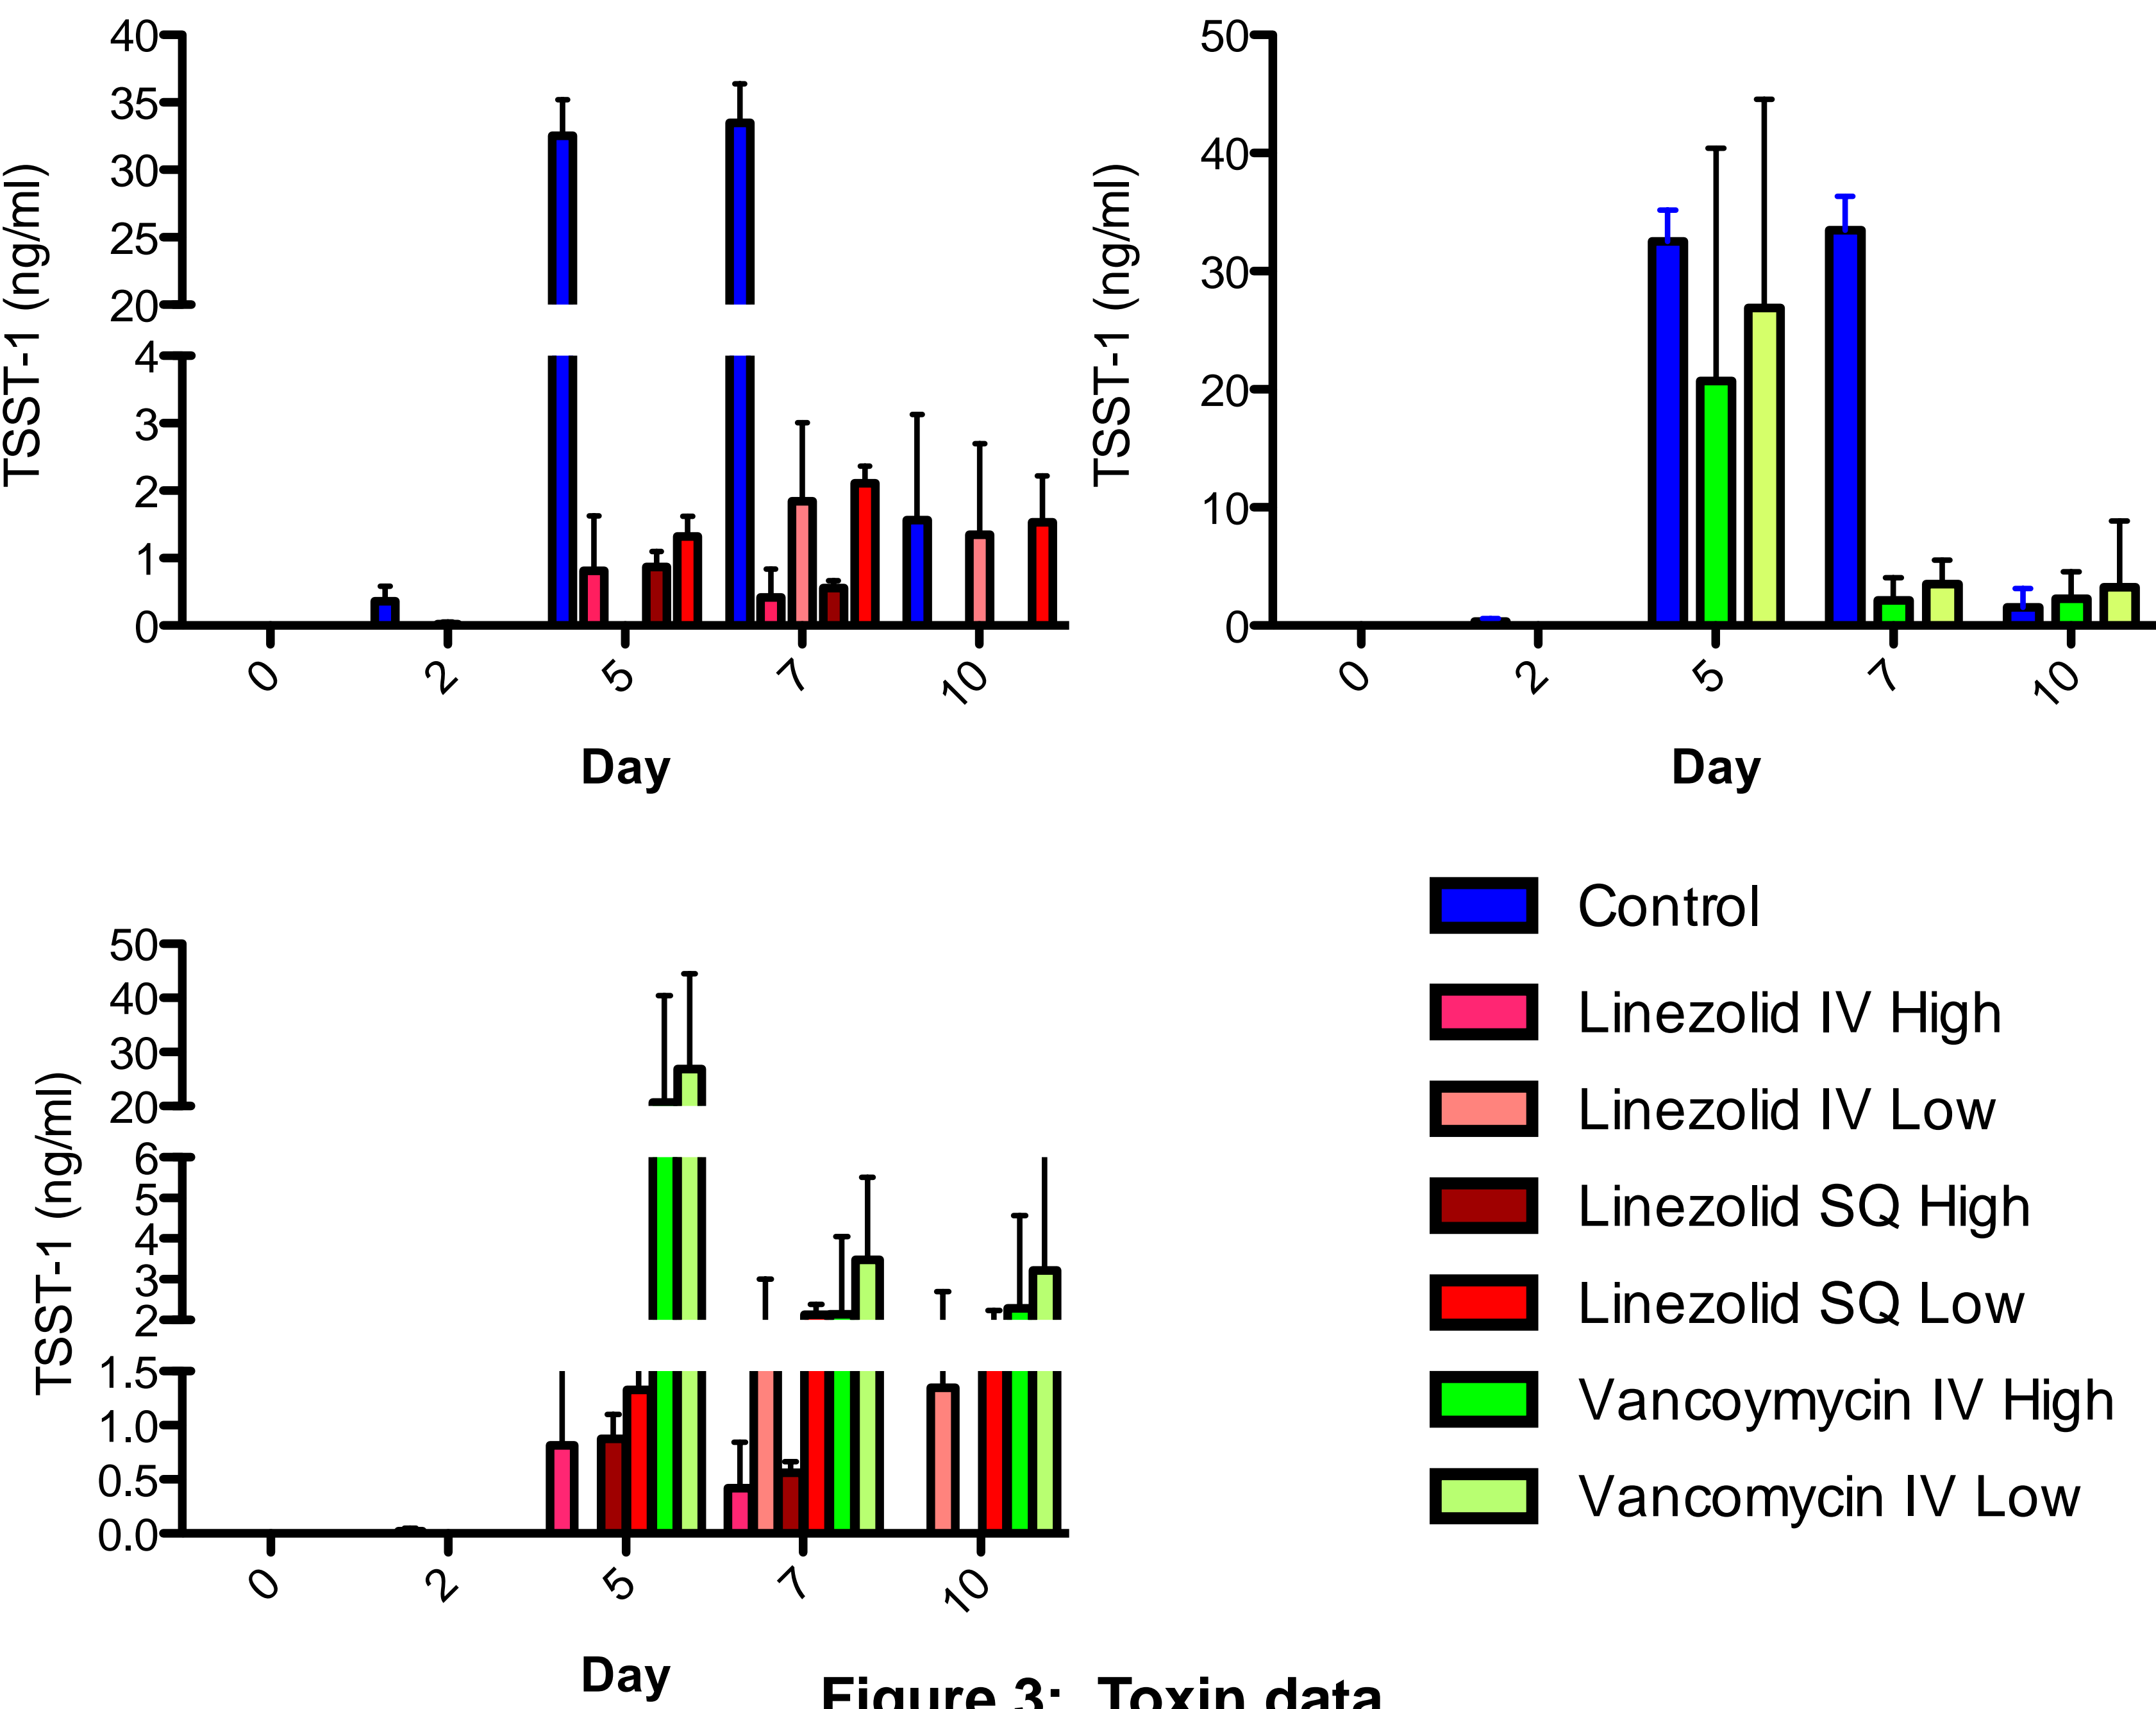 TSST-1 (ng/ml)
40
35
30
25
20
4
3
2
1
0
0 2 5 7 10
Day
TSST-1 (ng/ml)
50
40
30
20
10
0
0 2 5 7 10
Day
TSST-1 (ng/ml)
50
40
30
20
6
5
4
3
2
1.5
1.0
0.5
0.0
0 2 5 7 10
Day
Control
Linezolid IV High
Linezolid IV Low
Linezolid SQ High
Linezolid SQ Low
Vancoymycin IV High
Vancomycin IV Low
Figure 3: Toxin data